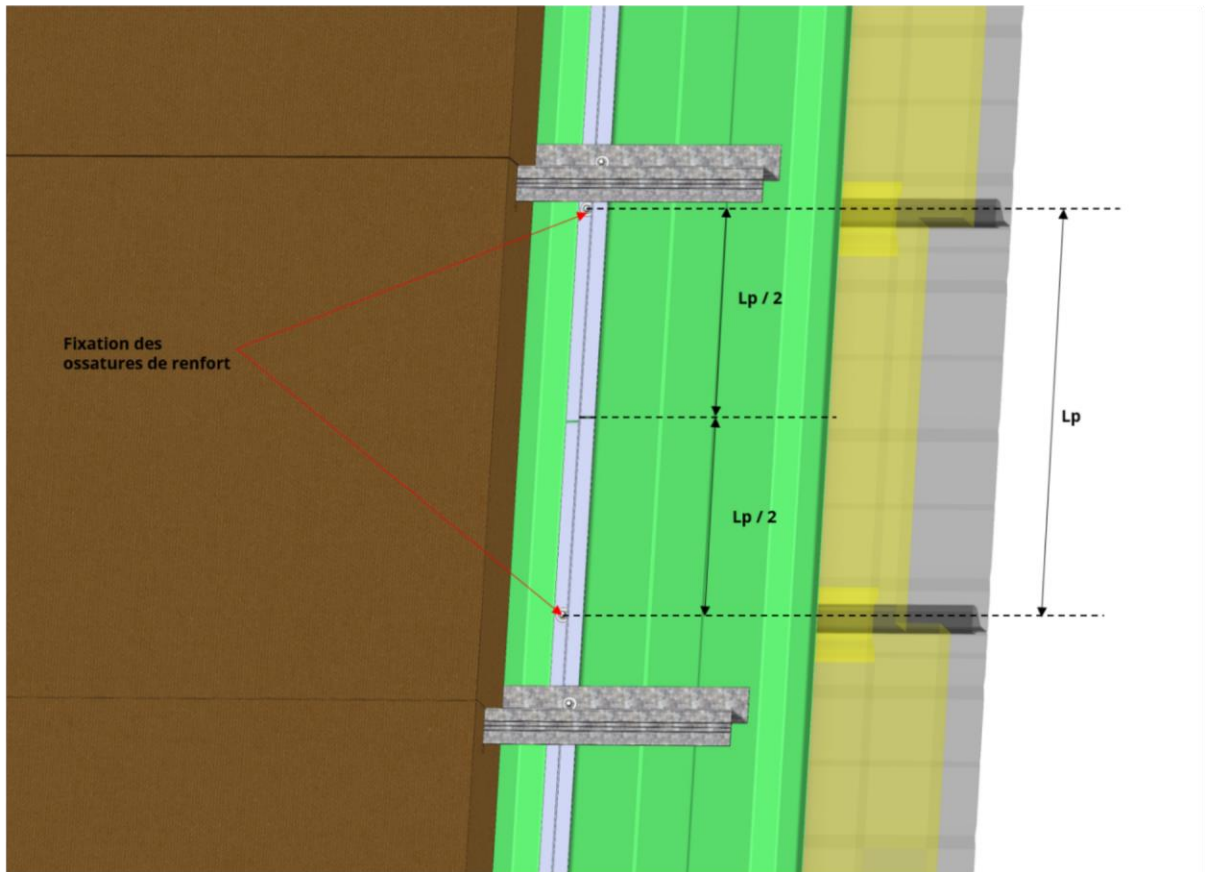 Lp / 2
Fixation des
ossatures de renfort
Lp
Lp / 2